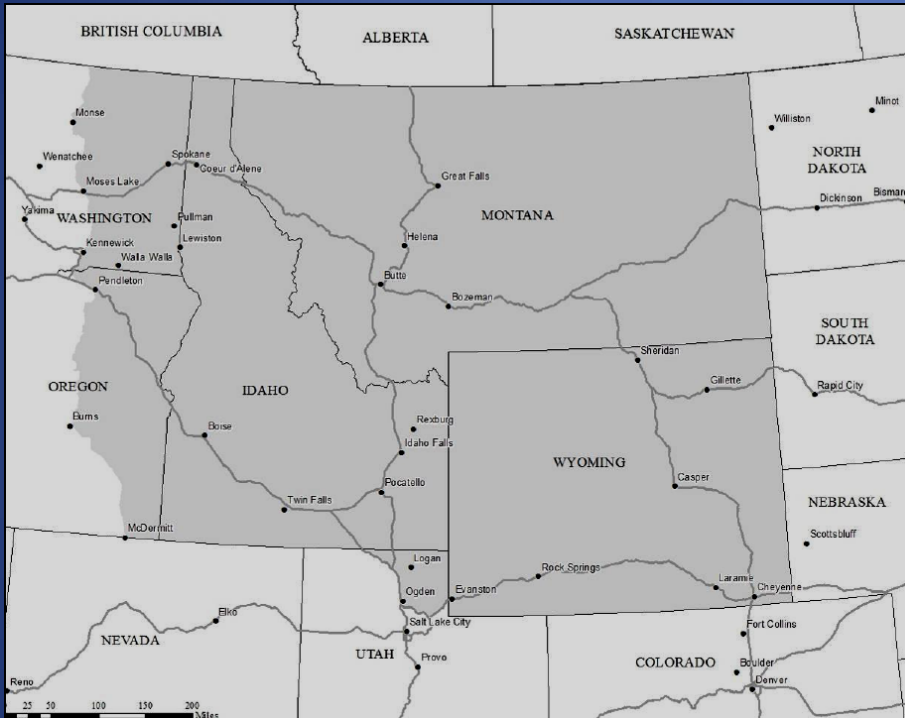 BRITISH COLUMBIA
ALBERTA
SASKATCHEWAN
Monse
Minot
Williston
Wenatchee
Spokane
Coeur d'Alene
NORTH
DAKOTA
Moses Lake
Great Falls
Dickinson
Bismar
Yakima
WASHINGTON
Pullman
MONTANA
Kennewick
Lewiston
Helena
Walla Walla
Pendleton
Butte
Bozeman
SOUTH
DAKOTA
Sheridan
OREGON
IDAHO
Gillette
Rapid City
Burns
Boise
Rexburg
Idaho Falls
WYOMING
Pocatello
Casper
Twin Falls
NEBRASKA
McDermitt
Scottsbluff
Logan
Rock Springs
Ogden
Evanston
Laramie
Cheyenne
Elko
Salt Lake City
Fort Collins
NEVADA
UTAH
Provo
COLORADO
Boulder
Reno
Denver
25 50 100 150 200
Miles